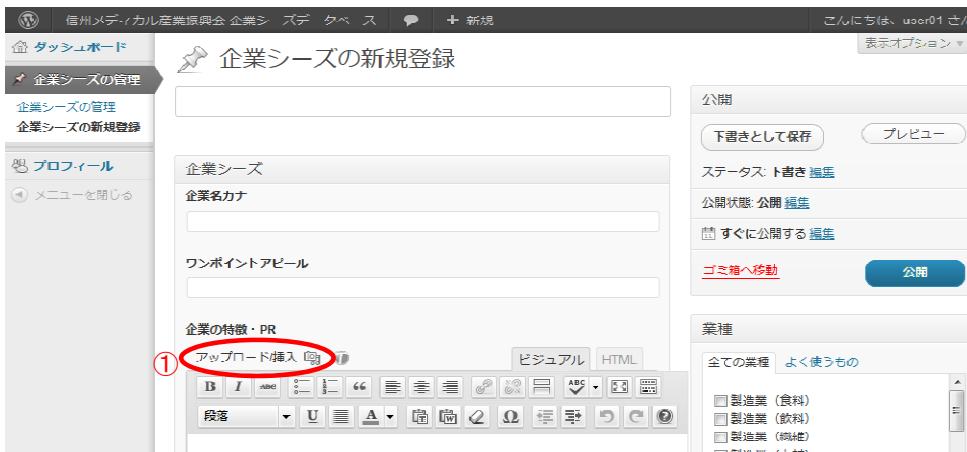 信州メディカル産業振興会 企業シーズデータベース + 新規 こんにちは、user01 さん
表示オプション
ダッシュボード
企業シーズの管理
企業シーズの管理
企業シーズの新規登録
プロフィール
メニューを閉じる
企業シーズの新規登録
企業シーズ
企業名カナ
ワンポイントアピール
企業の特徴・PR
① アップロード/挿入
ビジュアル HTML
B I ABC ABC
段落 U A Ω
公開
下書きとして保存 プレビュー
ステータス: 下書き 編集
公開状態: 公開 編集
すぐに公開する 編集
ゴミ箱へ移動 公開
業種
全ての業種 よく使うもの
製造業（食料）
製造業（飲料）
製造業（繊維）